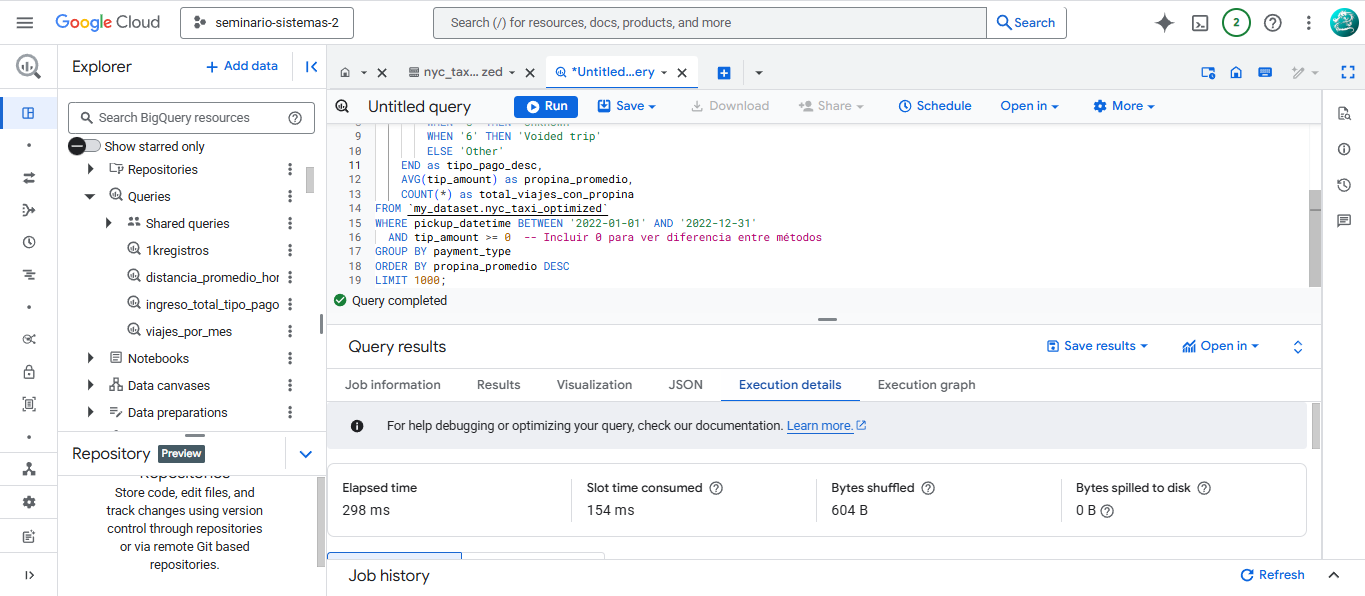 Google Cloud
seminario-sistemas-2
Search (/) for resources, docs, products, and more
Search
2
Explorer
+ Add data
Search BigQuery resources
Show starred only
Repositories
Queries
Shared queries
1kregistros
distancia_promedio_hor
ingreso_total_tipo_pago
viajes_por_mes
Notebooks
Data canvases
Data preparations
Repository Preview
Repositories
Store code, edit files, and
track changes using version
control through repositories
or via remote Git based
repositories.
nyc_tax... zed
*Untitled...ery
Untitled query
Run
Save
Download
Share
Schedule
Open in
More
9 WHEN '6' THEN 'Voided trip'
10 ELSE 'Other'
11 END as tipo_pago_desc,
12 AVG(tip_amount) as propina_promedio,
13 COUNT(*) as total_viajes_con_propina
14 FROM `my_dataset.nyc_taxi_optimized`
15 WHERE pickup_datetime BETWEEN '2022-01-01' AND '2022-12-31'
16 AND tip_amount >= 0 -- Incluir 0 para ver diferencia entre métodos
17 GROUP BY payment_type
18 ORDER BY propina_promedio DESC
19 LIMIT 1000;
Query completed
Query results
Save results
Open in
Job information
Results
Visualization
JSON
Execution details
Execution graph
For help debugging or optimizing your query, check our documentation. Learn more.
Elapsed time
298 ms
Slot time consumed
154 ms
Bytes shuffled
604 B
Bytes spilled to disk
0 B
Job history
Refresh